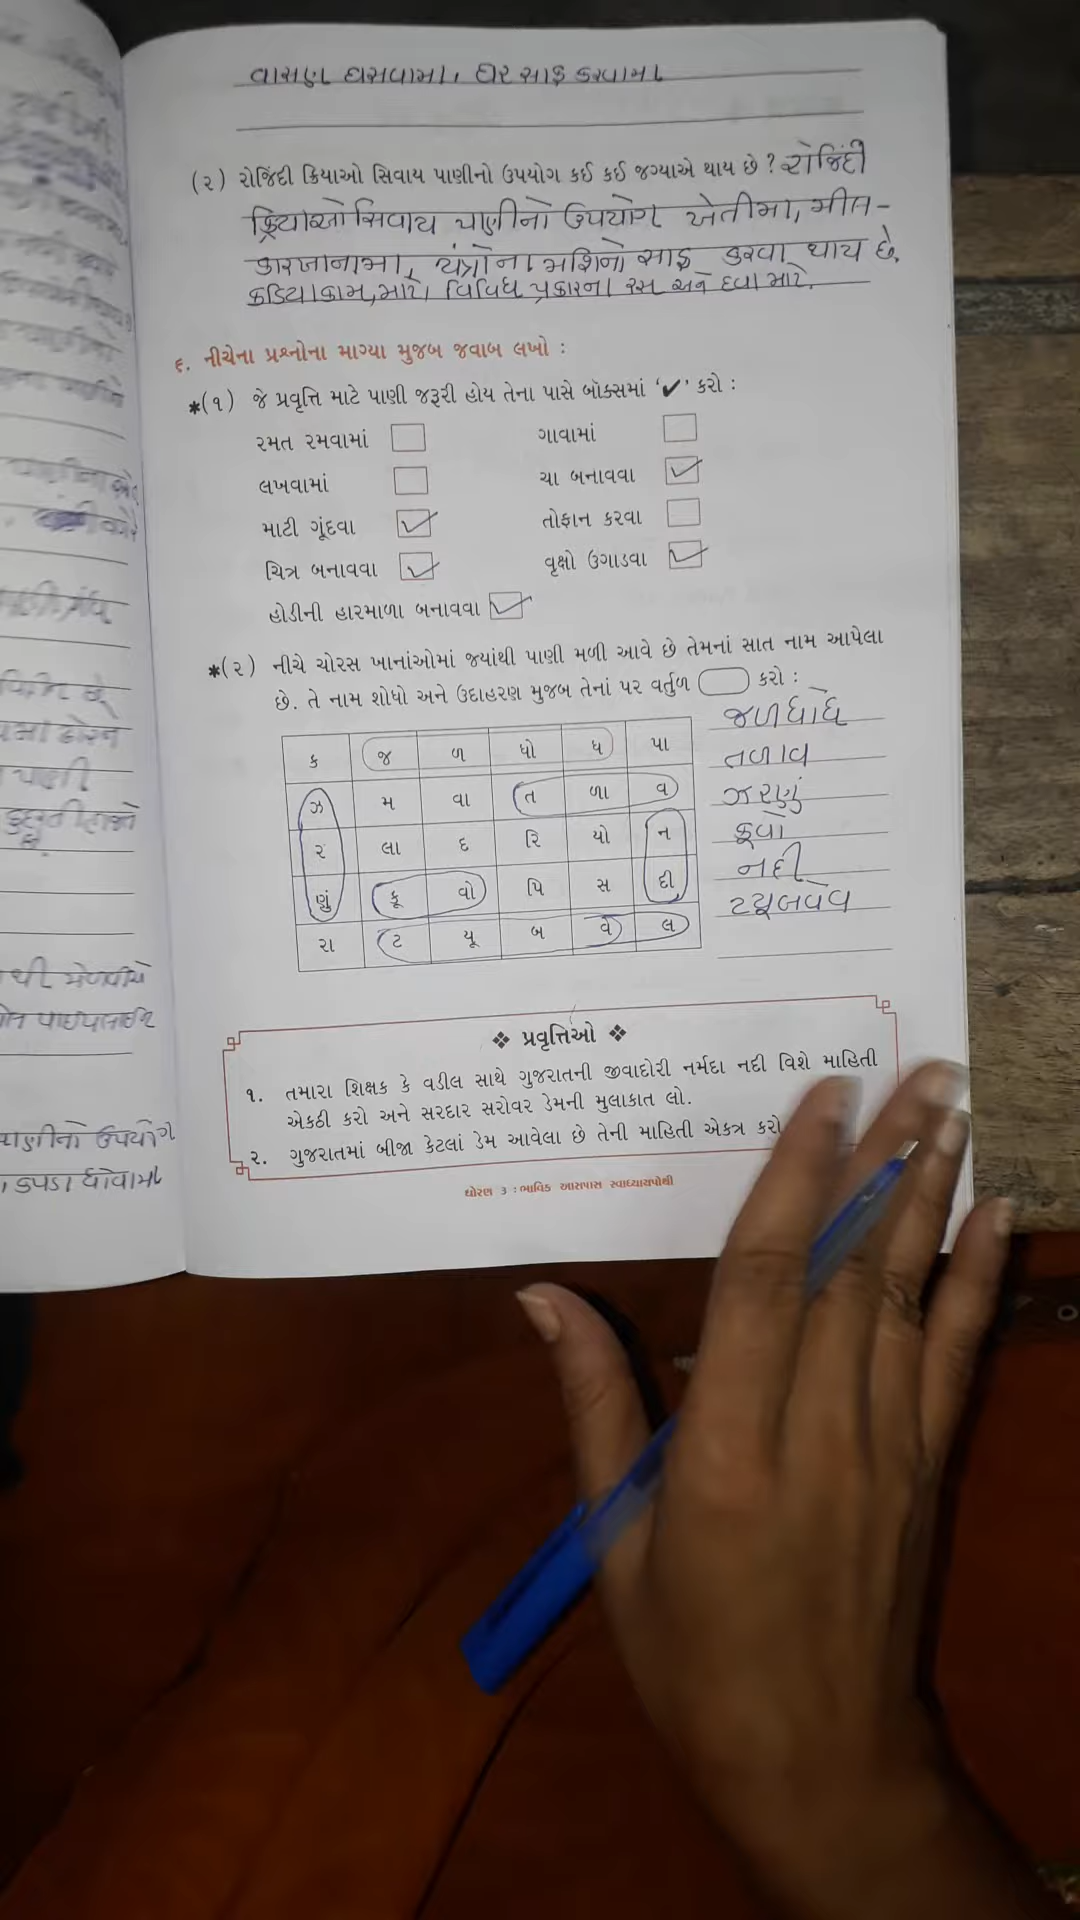 વાસણ ઘસવામા, ઘર સાફ કરવામા
(૨) રોજિંદી ક્રિયાઓ સિવાય પાણીનો ઉપયોગ કઈ કઈ જગ્યાએ થાય છે? રોજિંદી
ક્રિયાઓ સિવાય પાણીનો ઉપયોગ ખેતીમા, મીલ-
કારખાનામા, યંત્રોના મશિનો સાફ કરવા થાય છે.
કડિયાકામ, માટે વિવિધ પ્રકારના રસ અને દવા માટે.
૬. નીચેના પ્રશ્નોના માગ્યા મુજબ જવાબ લખો :
*(૧) જે પ્રવૃત્તિ માટે પાણી જરૂરી હોય તેના પાસે બૉક્સમાં '✔' કરો :
રમત રમવામાં ગાવામાં
લખવામાં ચા બનાવવા ✓
માટી ગૂંદવા ✓ તોફાન કરવા
ચિત્ર બનાવવા ✓ વૃક્ષો ઉગાડવા ✓
હોડીની હારમાળા બનાવવા ✓
*(૨) નીચે ચોરસ ખાનાંઓમાં જ્યાંથી પાણી મળી આવે છે તેમનાં સાત નામ આપેલા
છે. તે નામ શોધો અને ઉદાહરણ મુજબ તેનાં પર વર્તુળ કરો :
ક જ ળ ધો ધ પા જળધોધ
ઝ મ વા ત ળા વ તળાવ
ર લા દ રિ યો ન ઝરણું
ણું કૂ વો પિ સ દી કૂવો
રા ટ યૂ બ વે લ નદી
ટયૂબવેવ
❖ પ્રવૃત્તિઓ ❖
૧. તમારા શિક્ષક કે વડીલ સાથે ગુજરાતની જીવાદોરી નર્મદા નદી વિશે માહિતી
એકઠી કરો અને સરદાર સરોવર ડેમની મુલાકાત લો.
૨. ગુજરાતમાં બીજા કેટલાં ડેમ આવેલા છે તેની માહિતી એકત્ર કરો
ધોરણ 3 : ભાવિક આસપાસ સ્વાધ્યાયપોથી
પાણીનો ઉપયોગ
, કપડા ધોવામા